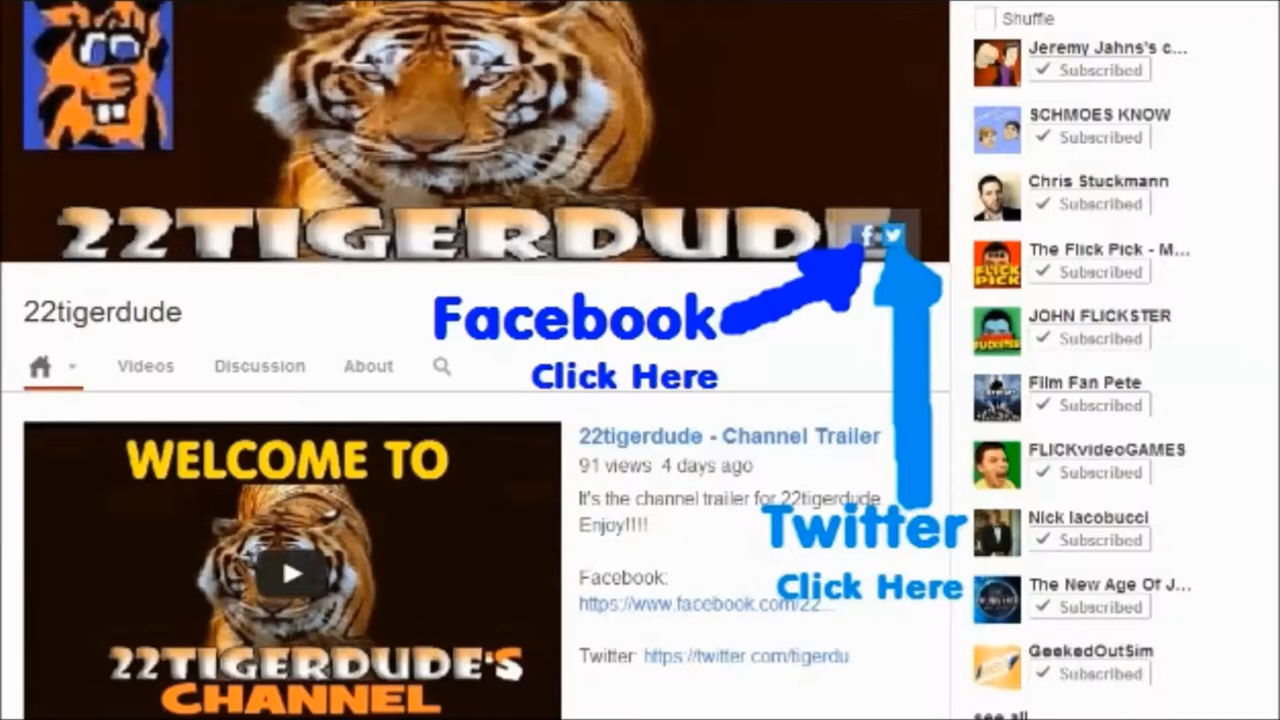 22TIGERDUDE
22tigerdude
Facebook
Click Here
Videos
Discussion
About
WELCOME TO
22TIGERDUDE'S
CHANNEL
22tigerdude - Channel Trailer
91 views 4 days ago
It's the channel trailer for 22tigerdude.
Enjoy!!!!
Facebook:
https://www.facebook.com/22...
Twitter: https://twitter.com/tigerdu
Twitter
Click Here
Shuffle
Jeremy Jahns's c...
Subscribed
SCHMOES KNOW
Subscribed
Chris Stuckmann
Subscribed
The Flick Pick - M...
Subscribed
JOHN FLICKSTER
Subscribed
Film Fan Pete
Subscribed
FLICKvideoGAMES
Subscribed
Nick Iacobucci
Subscribed
The New Age Of J...
Subscribed
GeekedOutSim
Subscribed
see all